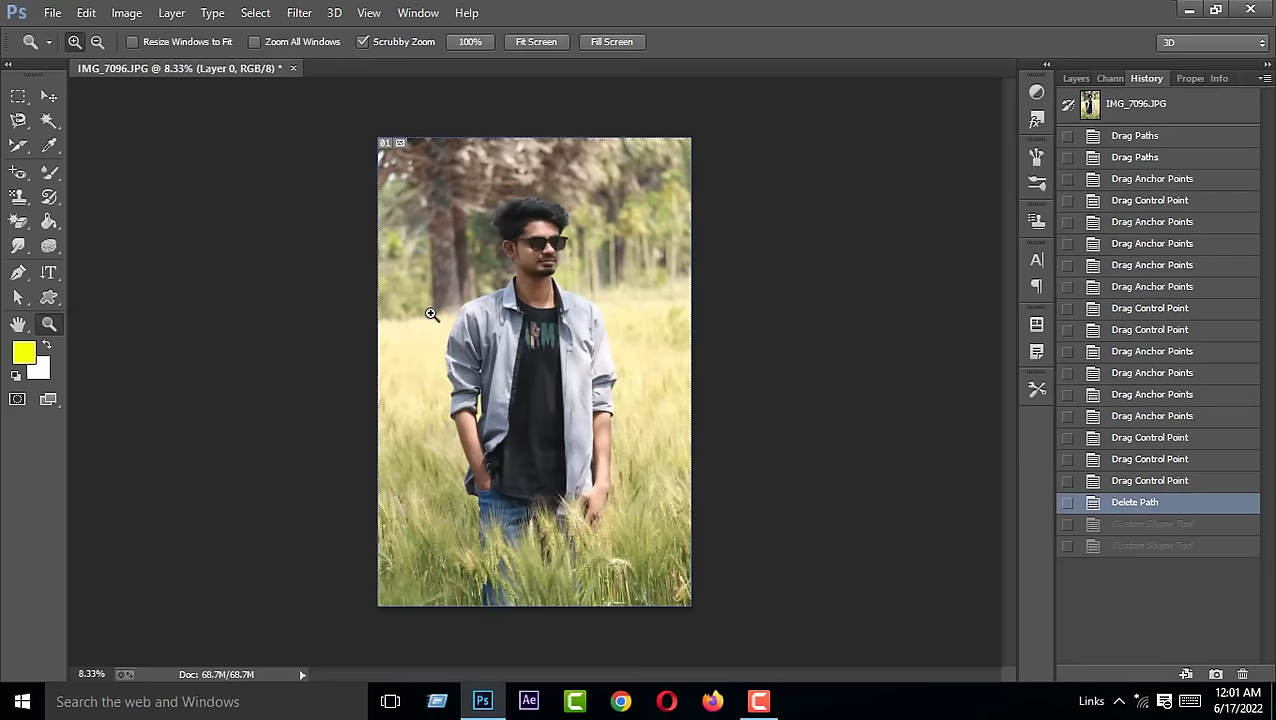 Ps File Edit Image Layer Type Select Filter 3D View Window Help
Resize Windows to Fit Zoom All Windows Scrubby Zoom 100% Fit Screen Fill Screen 3D
IMG_7096.JPG @ 8.33% (Layer 0, RGB/8) *
Layers Chann History Proper Info
IMG_7096.JPG
01
Drag Paths
Drag Paths
Drag Anchor Points
Drag Control Point
Drag Anchor Points
Drag Anchor Points
Drag Anchor Points
Drag Anchor Points
Drag Control Point
Drag Control Point
Drag Anchor Points
Drag Anchor Points
Drag Anchor Points
Drag Anchor Points
Drag Control Point
Drag Control Point
Drag Control Point
Delete Path
Custom Shape Tool
Custom Shape Tool
8.33% Doc: 68.7M/68.7M
Search the web and Windows Ps Ae Links 12:01 AM
6/17/2022